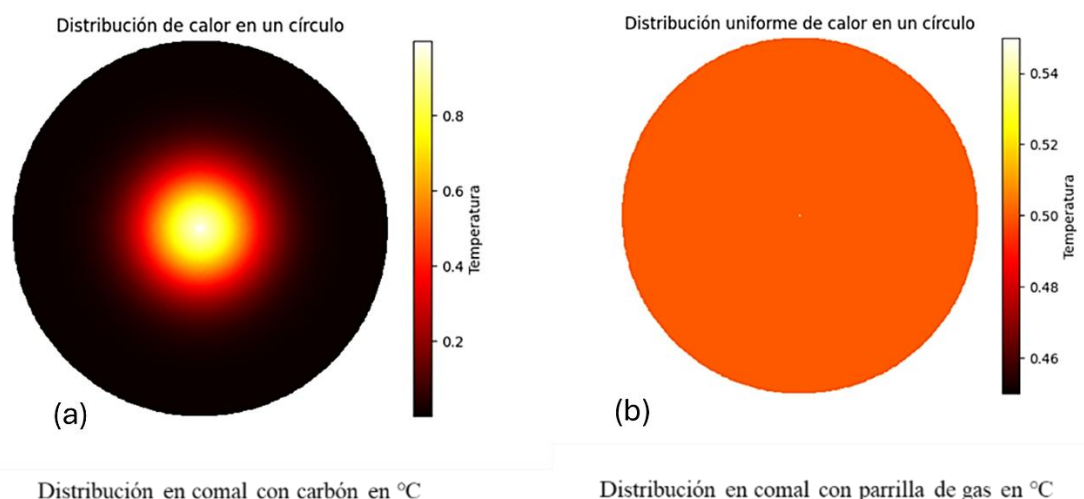 Distribución de calor en un círculo
0.8
0.6
0.4
0.2
Temperatura
(a)
Distribución en comal con carbón en °C
Distribución uniforme de calor en un círculo
0.54
0.52
0.50
0.48
0.46
Temperatura
(b)
Distribución en comal con parrilla de gas en °C